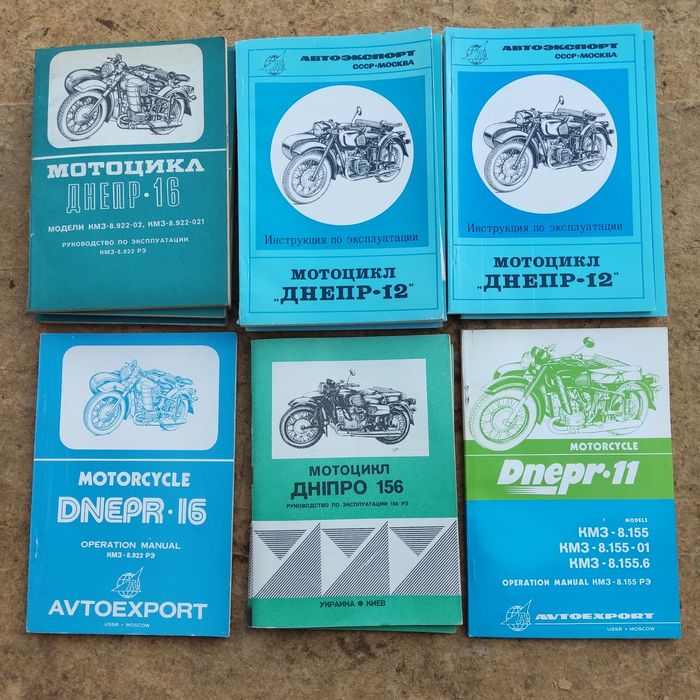 МОТОЦИКЛ
ДНЕПР·16
МОДЕЛИ КМЗ-8.922-02, КМЗ-8.922-021
РУКОВОДСТВО ПО ЭКСПЛУАТАЦИИ
КМЗ-8.922 РЭ
АВТОЭКСПОРТ
СССР·МОСКВА
Инструкция по эксплуатации
МОТОЦИКЛ
„ДНЕПР·12"
АВТОЭКСПОРТ
СССР·МОСКВА
Инструкция по эксплуатации
МОТОЦИКЛ
„ДНЕПР·12"
MOTORCYCLE
DNEPR·16
OPERATION MANUAL
КМЗ-8.922 РЭ
AVTOEXPORT
USSR · MOSCOW
МОТОЦИКЛ
ДНІПРО 156
РУКОВОДСТВО ПО ЭКСПЛУАТАЦИИ 156 РЭ
УКРАИНА ● КИЕВ
MOTORCYCLE
Dnepr·11
MODELS
КМЗ-8.155
КМЗ-8.155-01
КМЗ-8.155.6
OPERATION MANUAL КМЗ-8.155 РЭ
AVTOEXPORT
USSR · MOSCOW